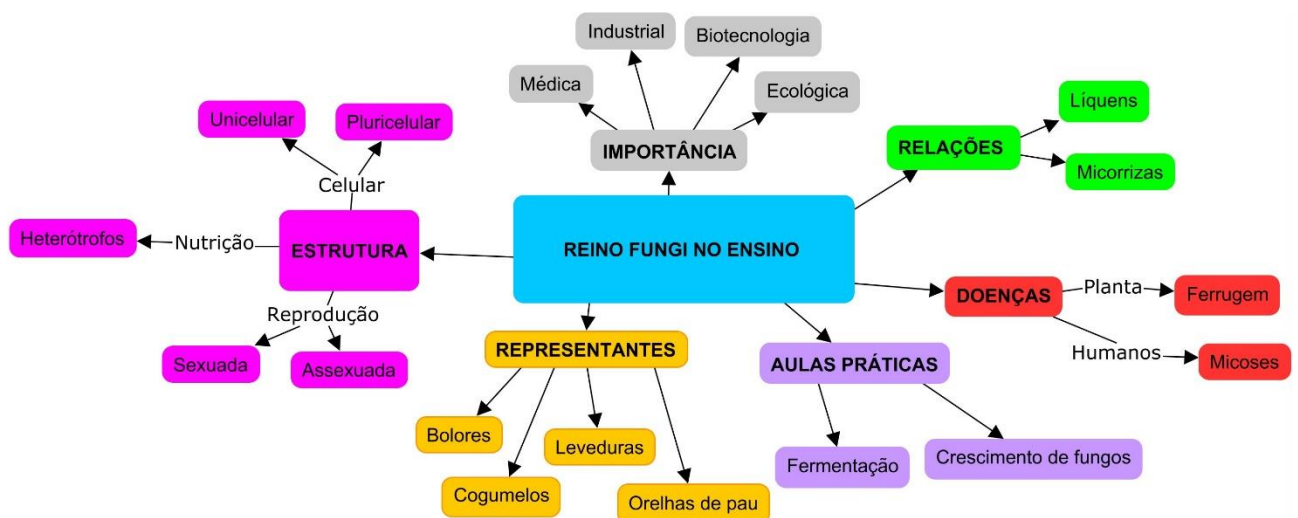 Industrial
Biotecnologia
Médica
Ecológica
IMPORTÂNCIA
Unicelular
Pluricelular
Celular
Heterótrofos
Nutrição
ESTRUTURA
Reprodução
Sexuada
Assexuada
REINO FUNGI NO ENSINO
RELAÇÕES
Líquens
Micorrizas
DOENÇAS
Planta
Ferrugem
Humanos
Micoses
REPRESENTANTES
Bolores
Leveduras
Cogumelos
Orelhas de pau
AULAS PRÁTICAS
Fermentação
Crescimento de fungos